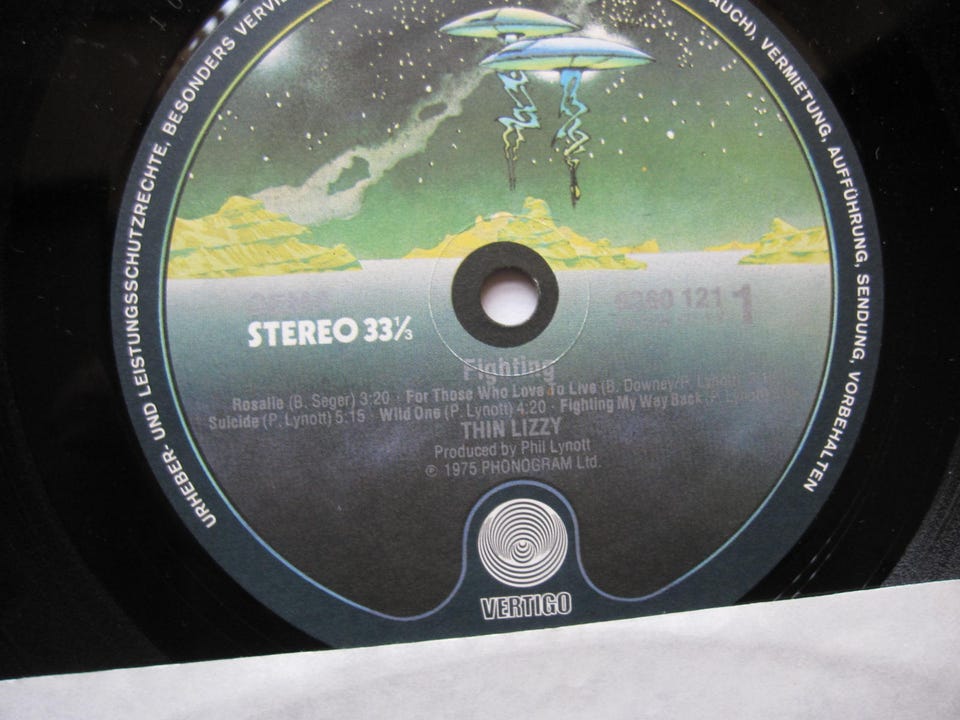 URHEBER- UND LEISTUNGSSCHUTZRECHTE, BESONDERS
AUCH), VERMIETUNG, AUFFÜHRUNG, SENDUNG, VORBEHALTEN
STEREO 33⅓
121 1
Fighting
Rosalie (B. Seger) 3:20 · For Those Who Love To Live (B. Downey/P. Lynott
Suicide (P. Lynott) 5:15 · Wild One (P. Lynott) 4:20 · Fighting My Way Back (P. Lynott
THIN LIZZY
Produced by Phil Lynott
℗ 1975 PHONOGRAM Ltd.
VERTIGO